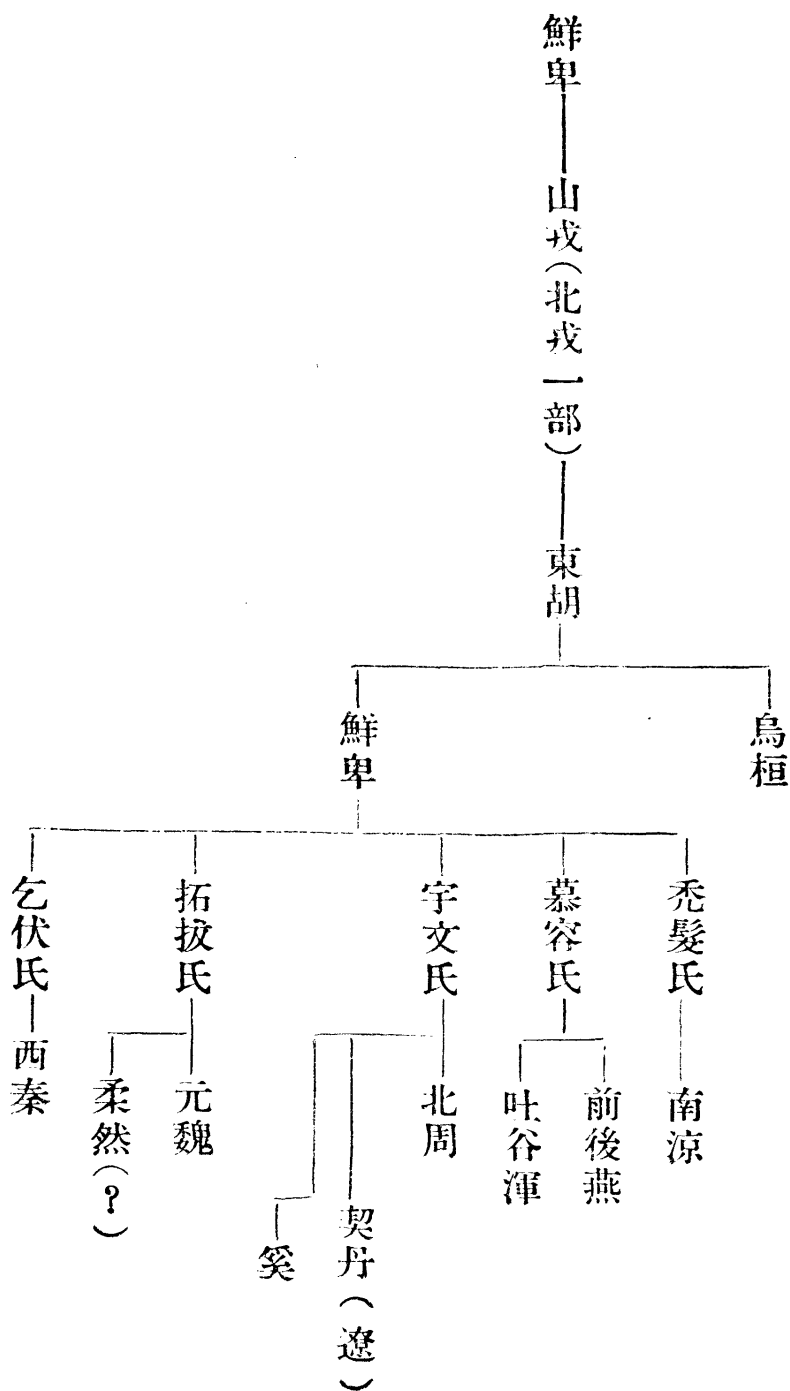 鮮卑
山戎(北戎一部)
東胡
烏桓
鮮卑
禿髮氏
南涼
慕容氏
前後燕
吐谷渾
宇文氏
北周
契丹(遼)
奚
拓拔氏
元魏
柔然(?)
乞伏氏
西秦